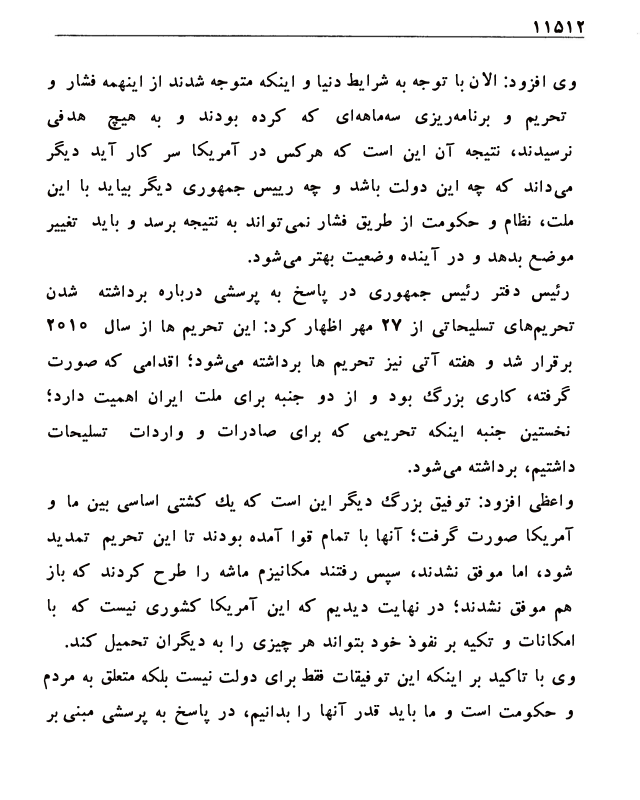 ۱۱۵۱۲
وی افزود: الان با توجه به شرایط دنیا و اینکه متوجه شدند از اینهمه فشار و
تحریم و برنامه‌ریزی سه‌ماهه‌ای که کرده بودند و به هیچ هدفی
نرسیدند، نتیجه آن این است که هرکس در آمریکا سر کار آید دیگر
می‌داند که چه این دولت باشد و چه رییس جمهوری دیگر بیاید با این
ملت، نظام و حکومت از طریق فشار نمی‌تواند به نتیجه برسد و باید تغییر
موضع بدهد و در آینده وضعیت بهتر می‌شود.
رئیس دفتر رئیس جمهوری در پاسخ به پرسشی درباره برداشته شدن
تحریم‌های تسلیحاتی از ۲۷ مهر اظهار کرد: این تحریم ها از سال ۲۰۱۰
برقرار شد و هفته آتی نیز تحریم ها برداشته می‌شود؛ اقدامی که صورت
گرفته، کاری بزرگ بود و از دو جنبه برای ملت ایران اهمیت دارد؛
نخستین جنبه اینکه تحریمی که برای صادرات و واردات تسلیحات
داشتیم، برداشته می‌شود.
واعظی افزود: توفیق بزرگ دیگر این است که یك کشتی اساسی بین ما و
آمریکا صورت گرفت؛ آنها با تمام قوا آمده بودند تا این تحریم تمدید
شود، اما موفق نشدند، سپس رفتند مکانیزم ماشه را طرح کردند که باز
هم موفق نشدند؛ در نهایت دیدیم که این آمریکا کشوری نیست که با
امکانات و تکیه بر نفوذ خود بتواند هر چیزی را به دیگران تحمیل کند.
وی با تاکید بر اینکه این توفیقات فقط برای دولت نیست بلکه متعلق به مردم
و حکومت است و ما باید قدر آنها را بدانیم، در پاسخ به پرسشی مبنی بر